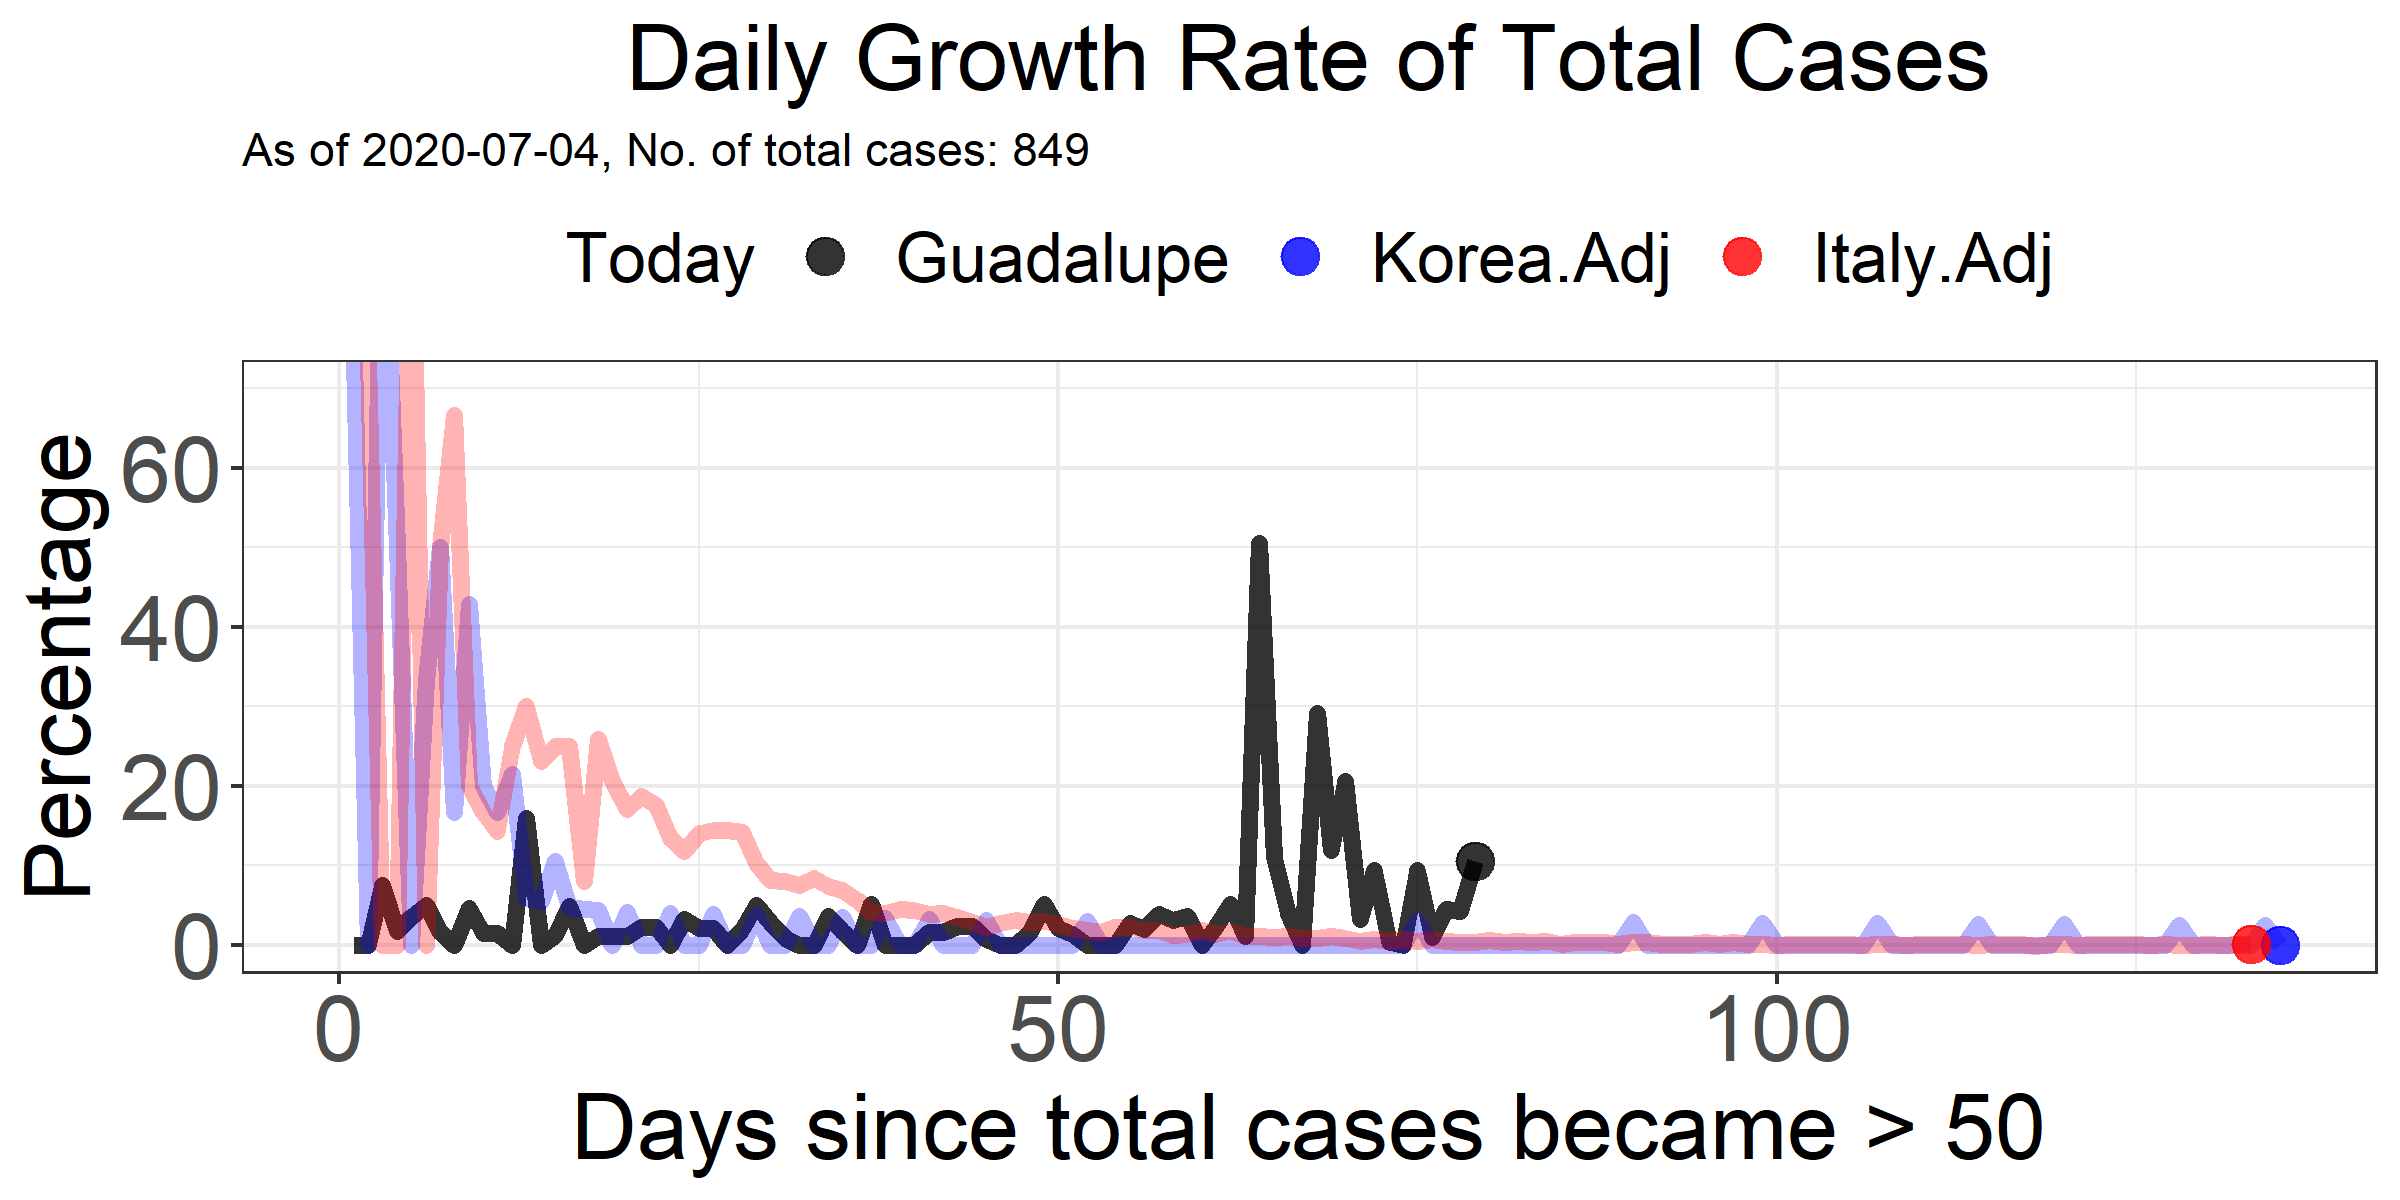 Daily Growth Rate of Total Cases
As of 2020-07-04, No. of total cases: 849
Today Guadalupe Korea.Adj Italy.Adj
Percentage
60
40
20
0
0 50 100
Days since total cases became > 50